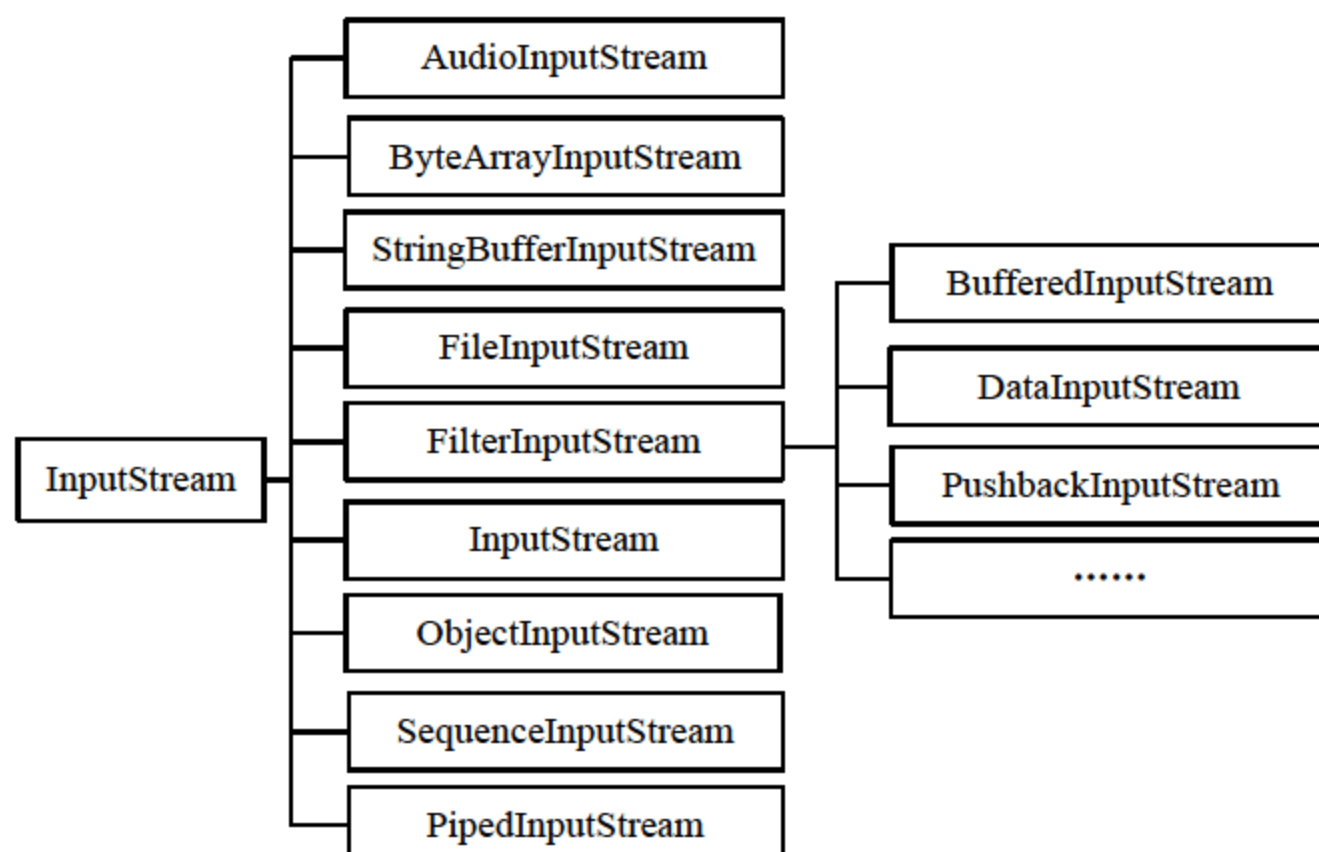 InputStream
AudioInputStream
ByteArrayInputStream
StringBufferInputStream
FileInputStream
FilterInputStream
InputStream
ObjectInputStream
SequenceInputStream
PipedInputStream
BufferedInputStream
DataInputStream
PushbackInputStream
……